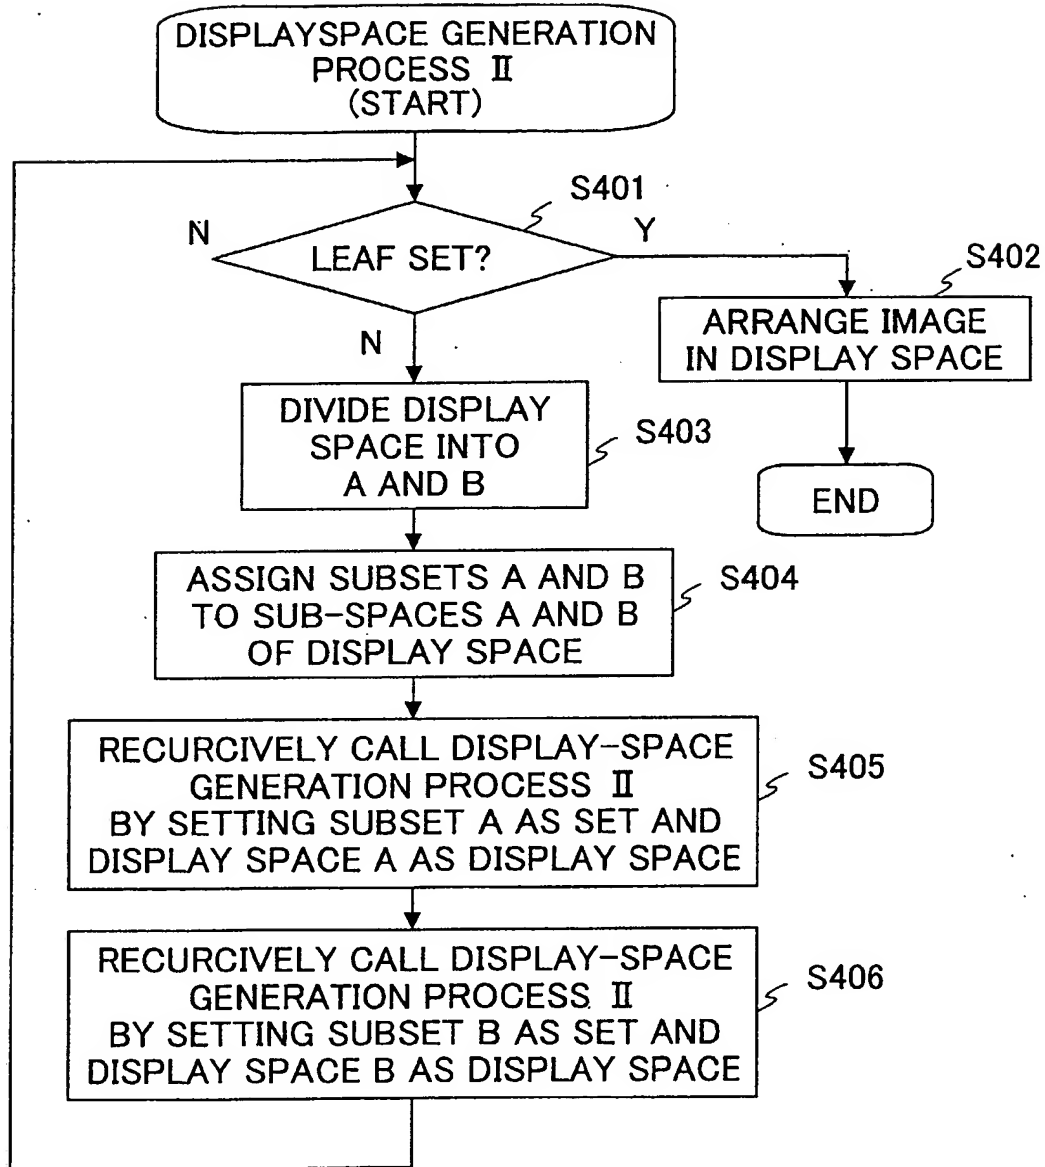 DISPLAYSPACE GENERATION
PROCESS II
(START)
S401
N
LEAF SET?
Y
S402
ARRANGE IMAGE
IN DISPLAY SPACE
N
DIVIDE DISPLAY
SPACE INTO
A AND B
S403
END
ASSIGN SUBSETS A AND B
TO SUB-SPACES A AND B
OF DISPLAY SPACE
S404
RECURCIVELY CALL DISPLAY-SPACE
GENERATION PROCESS II
BY SETTING SUBSET A AS SET AND
DISPLAY SPACE A AS DISPLAY SPACE
S405
RECURCIVELY CALL DISPLAY-SPACE
GENERATION PROCESS II
BY SETTING SUBSET B AS SET AND
DISPLAY SPACE B AS DISPLAY SPACE
S406